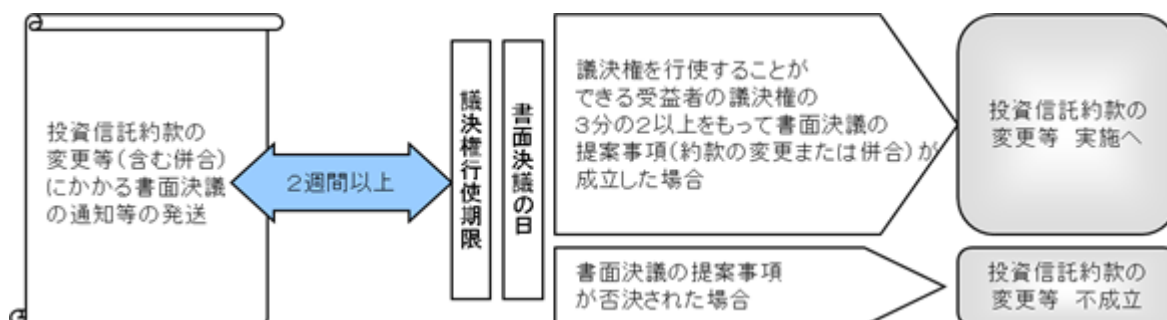 投資信託約款の
変更等(含む併合)
にかかる書面決議
の通知等の発送
２週間以上
議決権行使期限
書面決議の日
議決権を行使することが
できる受益者の議決権の
３分の２以上をもって書面決議の
提案事項(約款の変更または併合)が
成立した場合
投資信託約款の
変更等　実施へ
書面決議の提案事項
が否決された場合
投資信託約款の
変更等　不成立